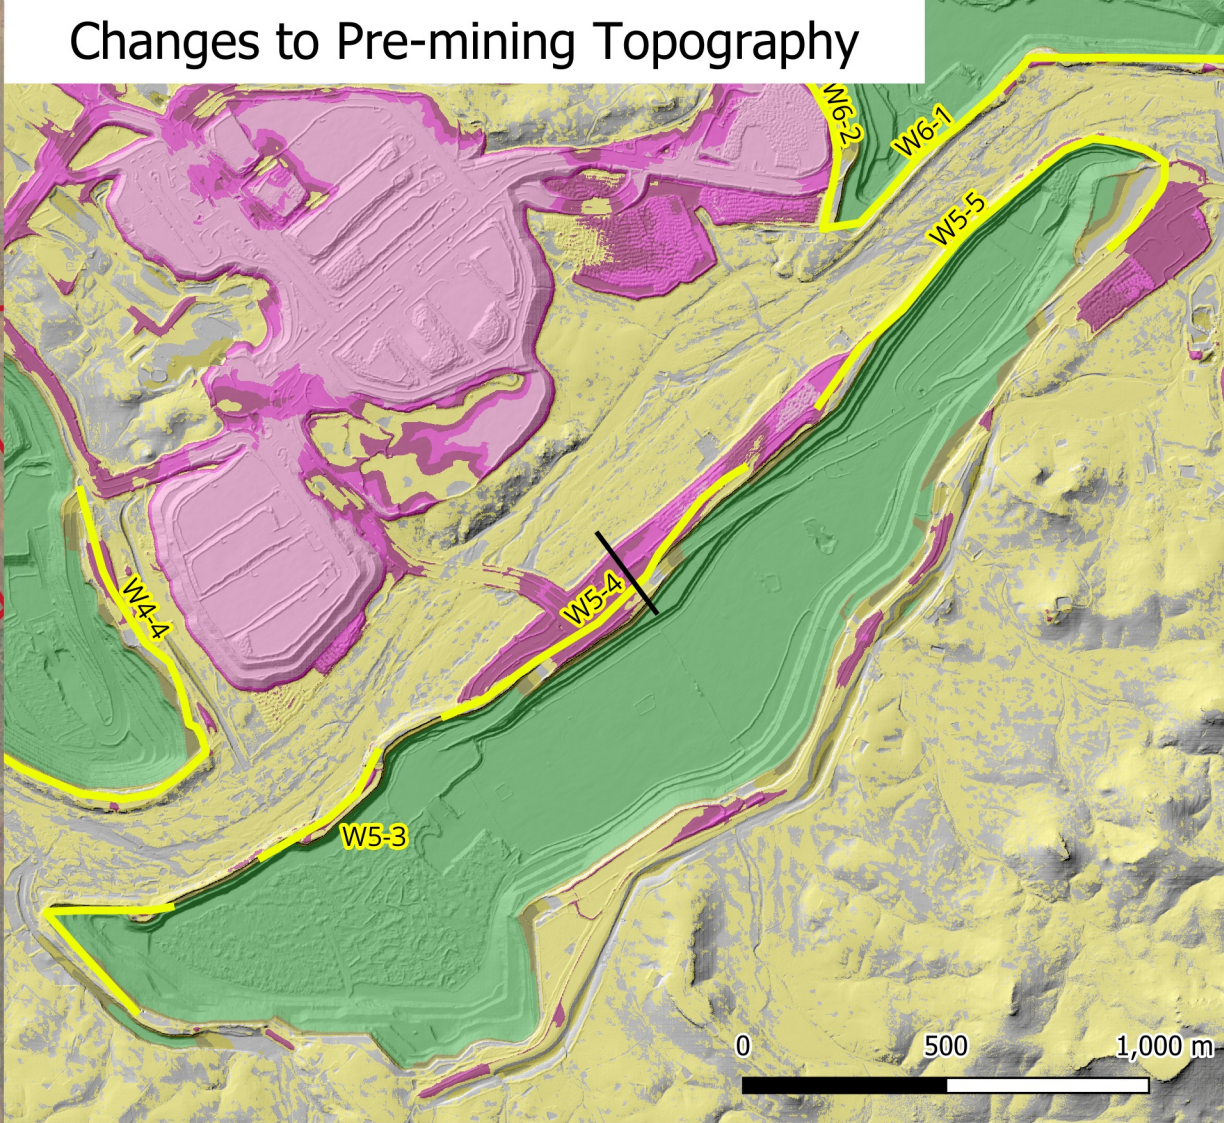 Changes to Pre-mining Topography
W6-2
W6-1
W5-5
W5-4
W4-4
W5-3
0 500 1,000 m